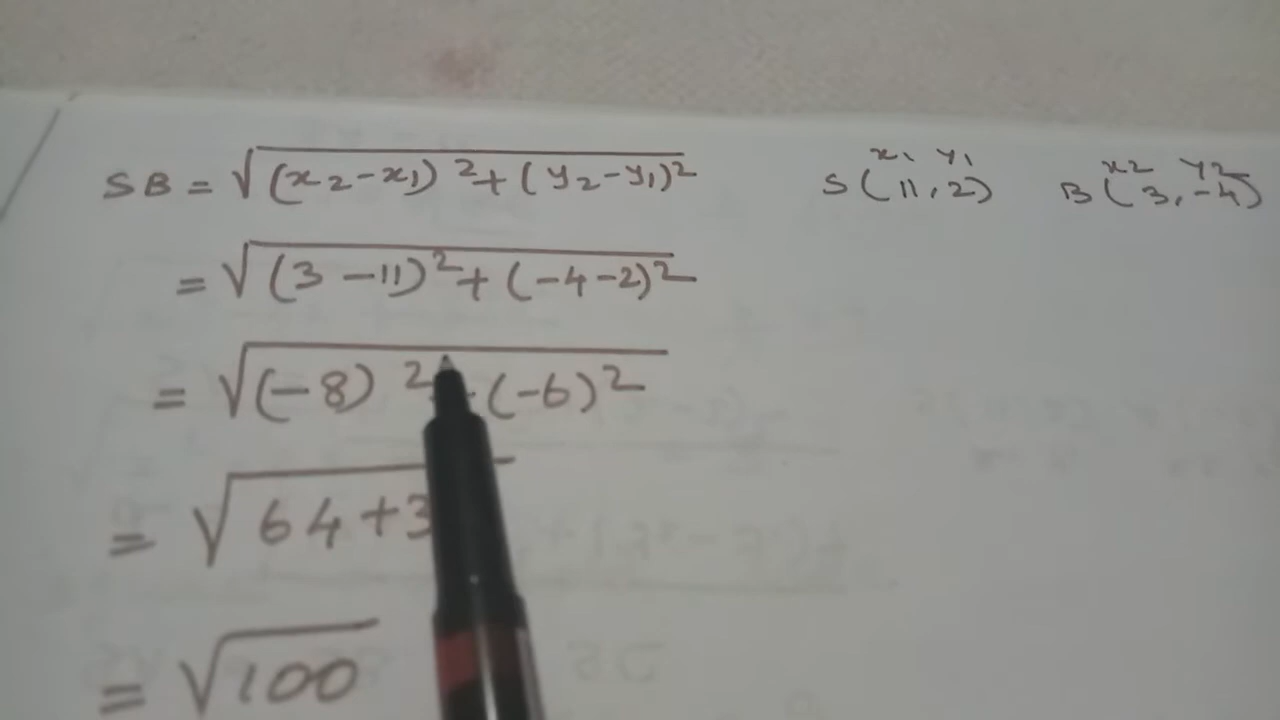 x₁ y₁ x2 y2
SB = √(x₂-x₁)²+(y₂-y₁)² S(11,2) B(3,-4)
= √(3-11)²+(-4-2)²
= √(-8)² (-6)²
= √64+3
= √100